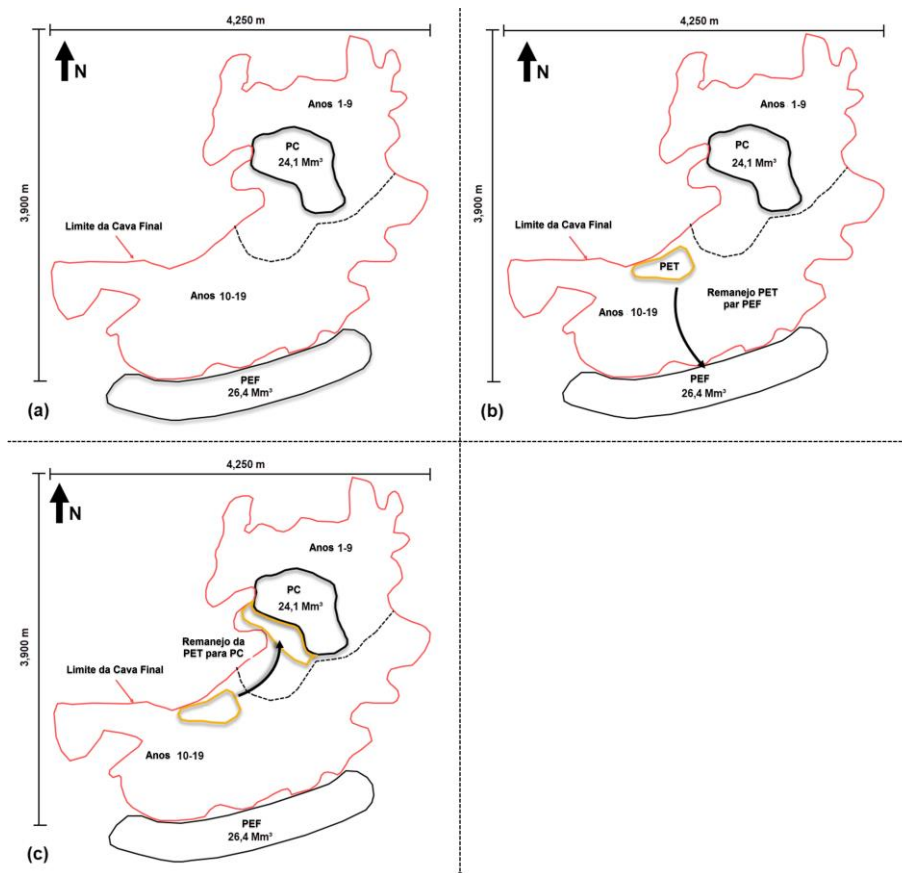 4,250 m
N
3,900 m
Anos 1-9
PC
24,1 Mm³
Limite da Cava Final
Anos 10-19
PEF
26,4 Mm³
(a)
4,250 m
N
3,900 m
Anos 1-9
PC
24,1 Mm³
Limite da Cava Final
PET
Remanejo PET
par PEF
Anos 10-19
PEF
26,4 Mm³
(b)
4,250 m
N
3,900 m
Anos 1-9
PC
24,1 Mm³
Remanejo da
PET para PC
Limite da Cava Final
Anos 10-19
PEF
26,4 Mm³
(c)